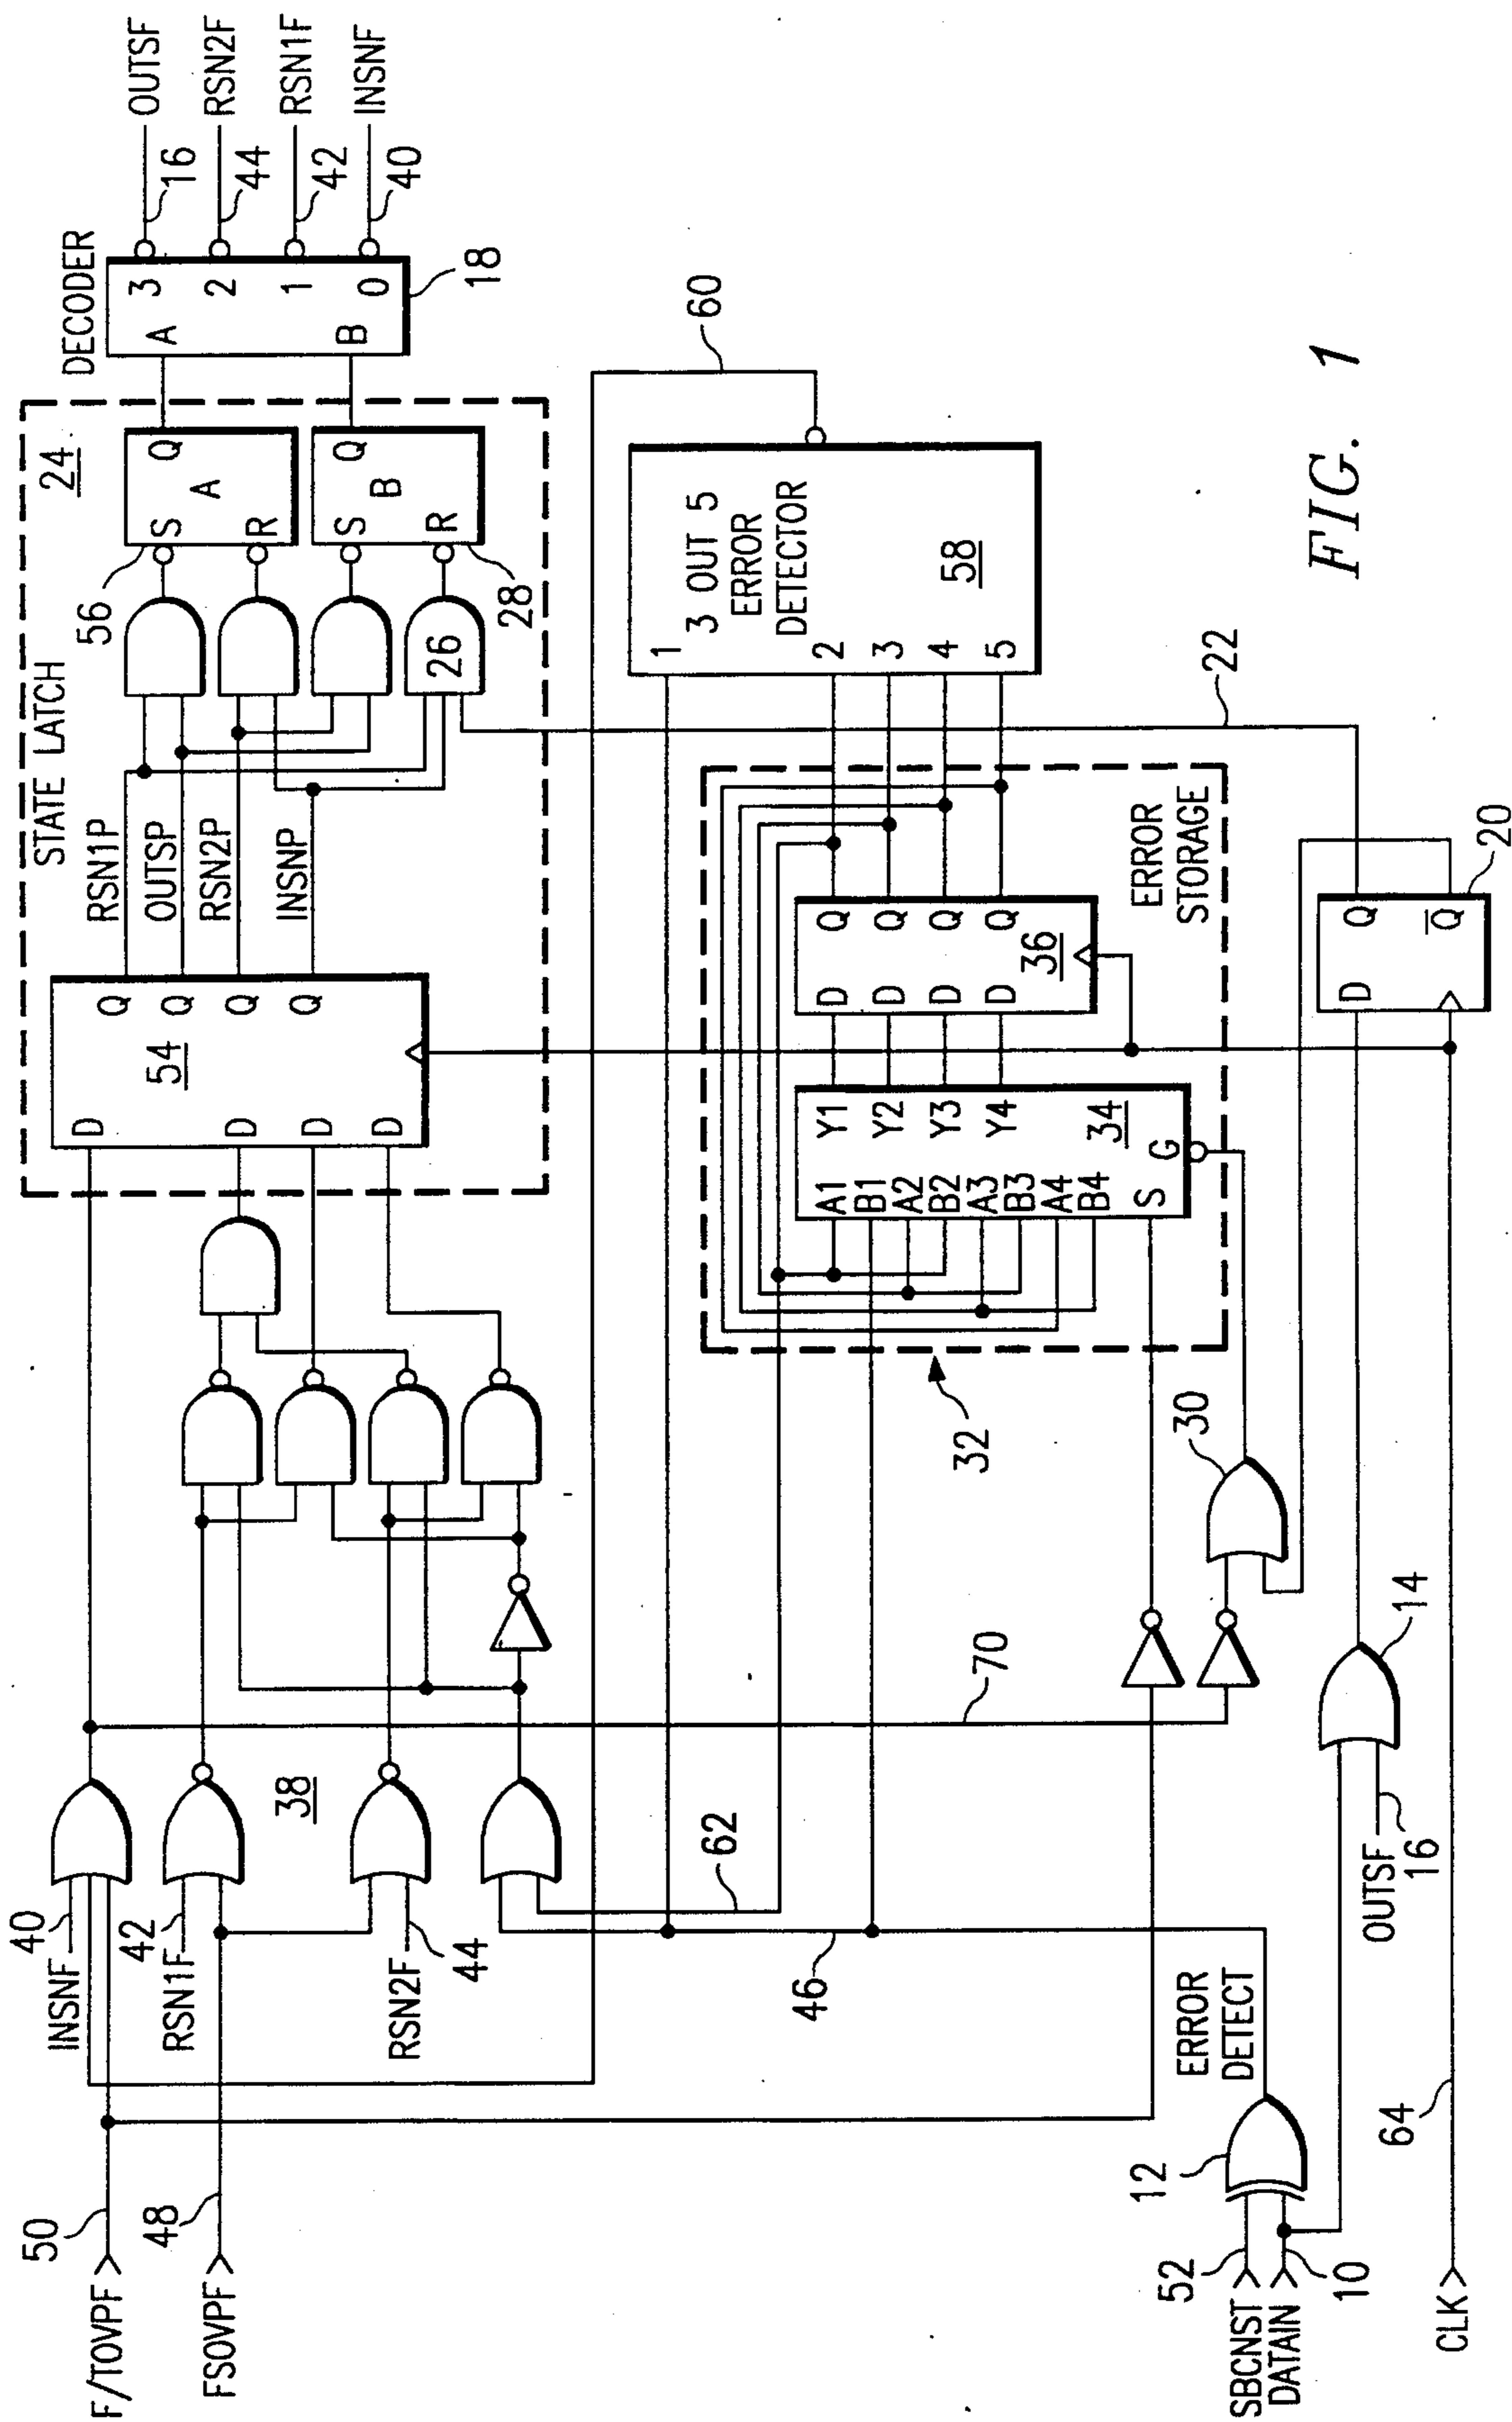 F/TOVPF
50
FSOVPF
48
INSNF
40
RSN1F
42
38
RSN2F
44
D
D
D
D
54
Q
Q
Q
Q
STATE LATCH
RSN1P
OUTSP
RSN2P
INSNP
56
26
28
24
S
R
A
Q
S
R
B
Q
DECODER
A
B
3
2
1
0
18
OUTSF
16
RSN2F
44
RSN1F
42
INSNF
40
62
46
70
32
A1
B1
A2
B2
A3
B3
A4
B4
S
G
Y1
Y2
Y3
Y4
34
D
D
D
D
Q
Q
Q
Q
36
ERROR
STORAGE
1
2
3
4
5
3 OUT 5
ERROR
DETECTOR
58
60
SBCNST
52
DATAIN
10
12
ERROR
DETECT
OUTSF
16
14
30
D
Q
Q
20
22
CLK
64
FIG. 1